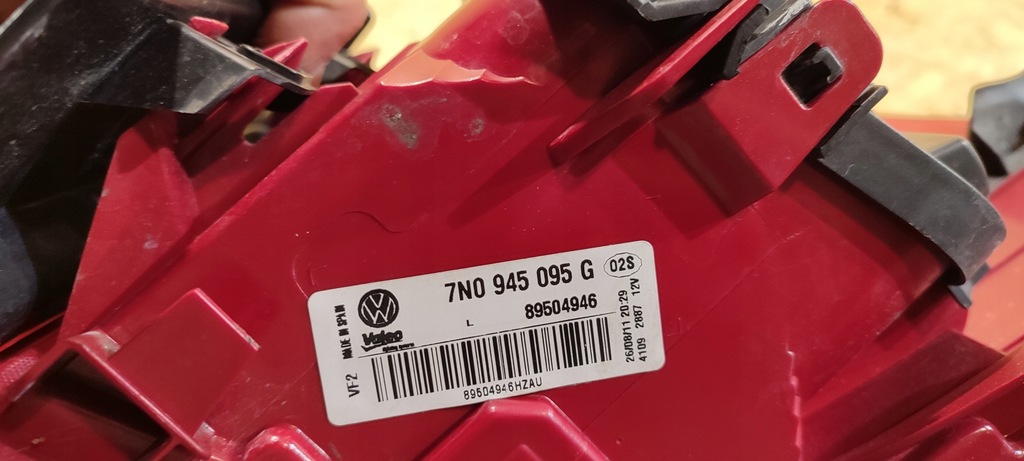 7N0 945 095 G
02S
L
89504946
MADE IN SPAIN
VW
Valeo
VF2
89504946HZAU
26/08/11 20:29
4109 2887 12V